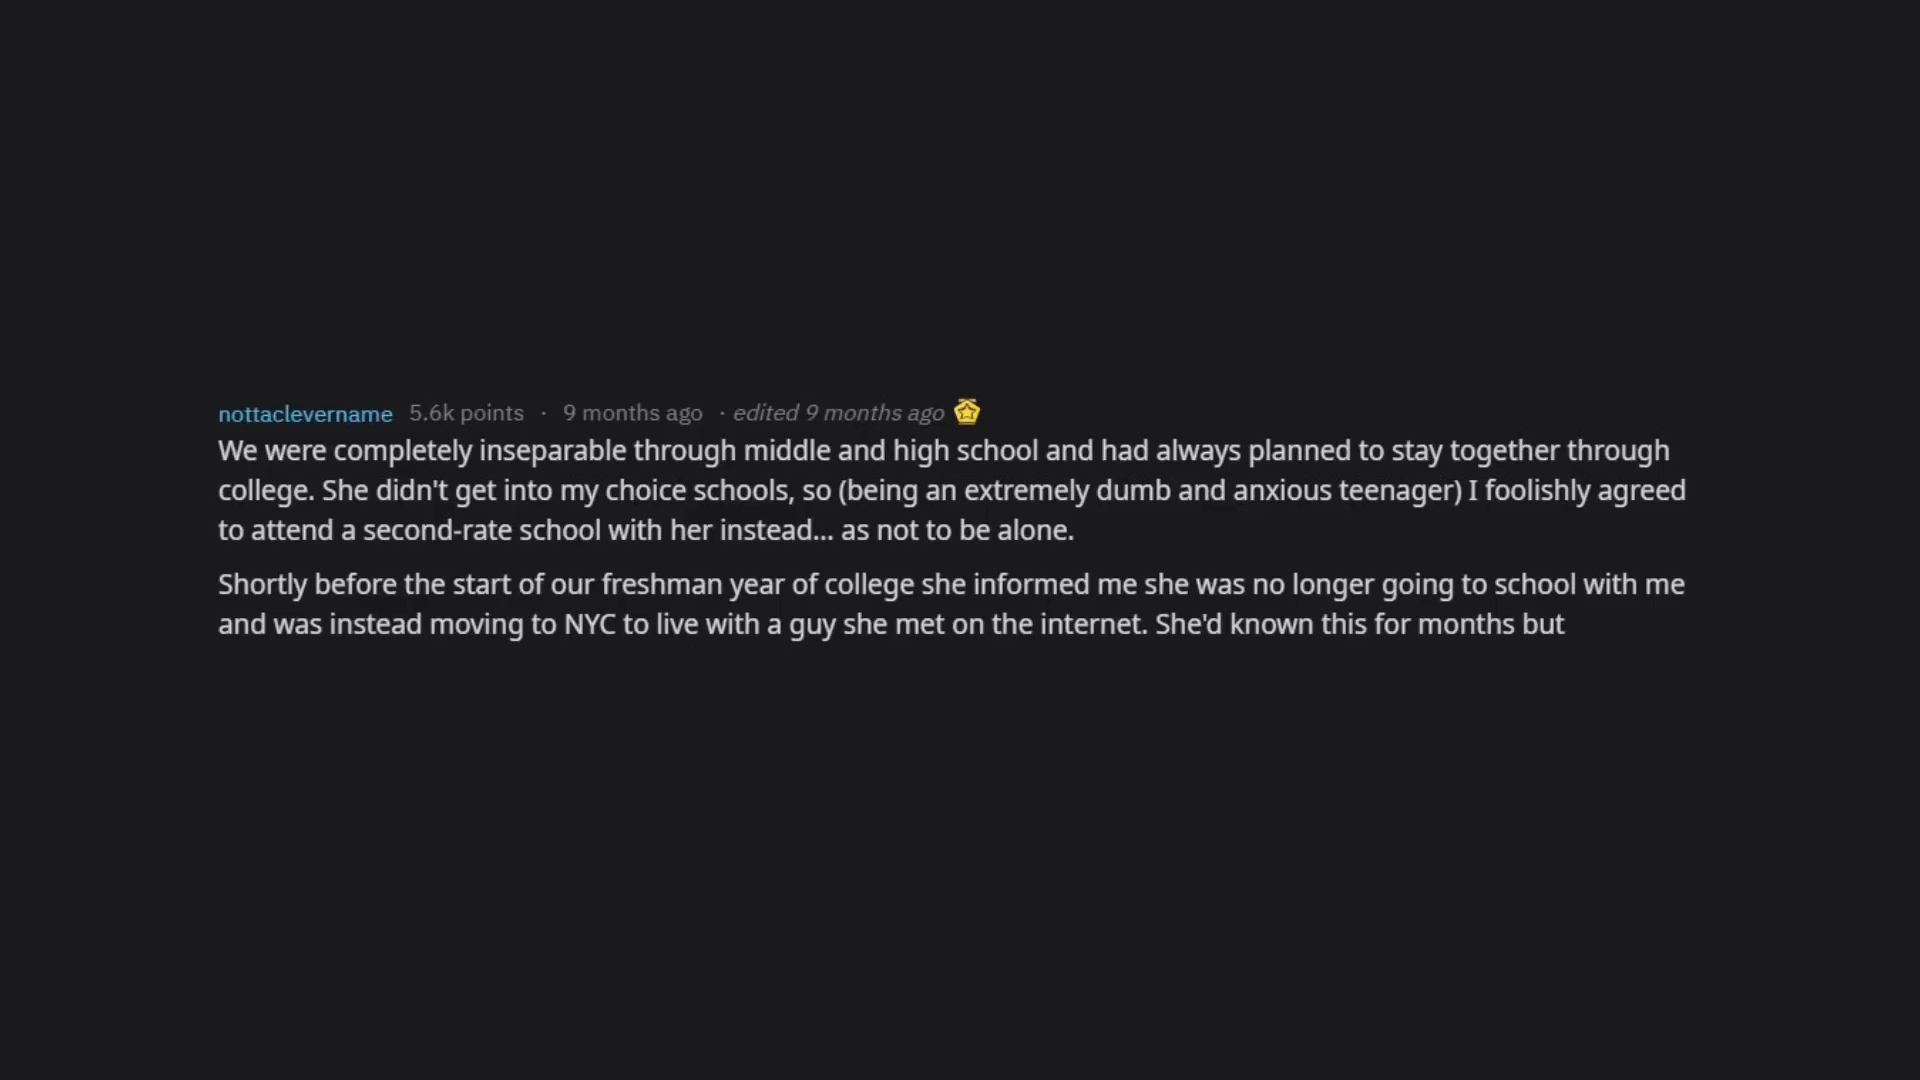 nottaclevername 5.6k points · 9 months ago · edited 9 months ago
We were completely inseparable through middle and high school and had always planned to stay together through
college. She didn't get into my choice schools, so (being an extremely dumb and anxious teenager) I foolishly agreed
to attend a second-rate school with her instead... as not to be alone.
Shortly before the start of our freshman year of college she informed me she was no longer going to school with me
and was instead moving to NYC to live with a guy she met on the internet. She'd known this for months but